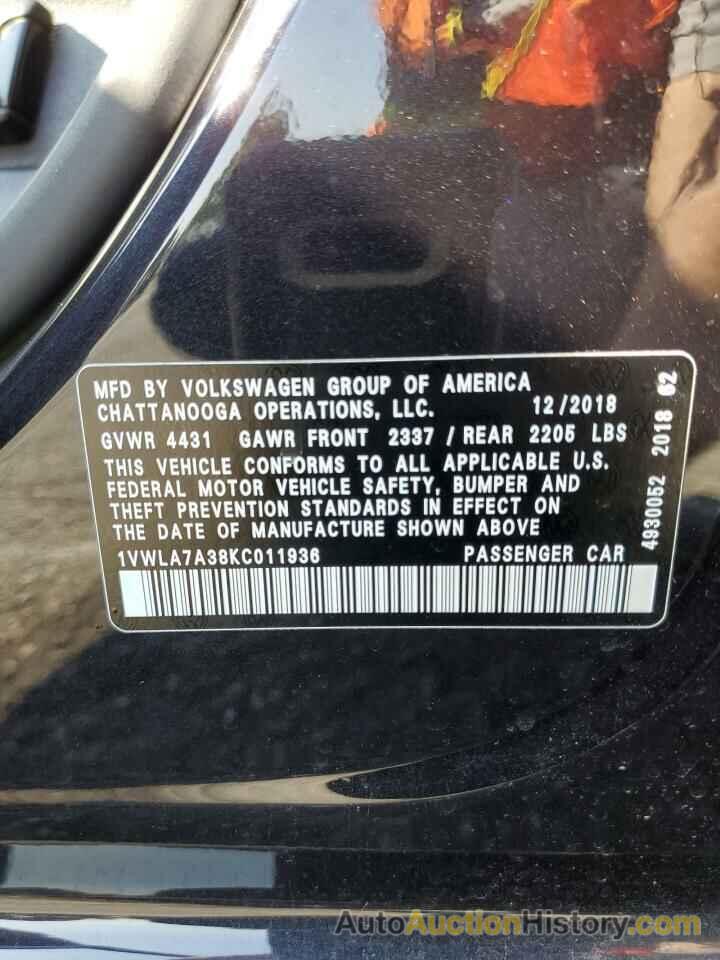 MFD BY VOLKSWAGEN GROUP OF AMERICA
CHATTANOOGA OPERATIONS, LLC. 12/2018
GVWR 4431 GAWR FRONT 2337 / REAR 2205 LBS
THIS VEHICLE CONFORMS TO ALL APPLICABLE U.S.
FEDERAL MOTOR VEHICLE SAFETY, BUMPER AND
THEFT PREVENTION STANDARDS IN EFFECT ON
THE DATE OF MANUFACTURE SHOWN ABOVE
1VWLA7A38KC011936 PASSENGER CAR
4930052 2018 62
AutoAuctionHistory.com